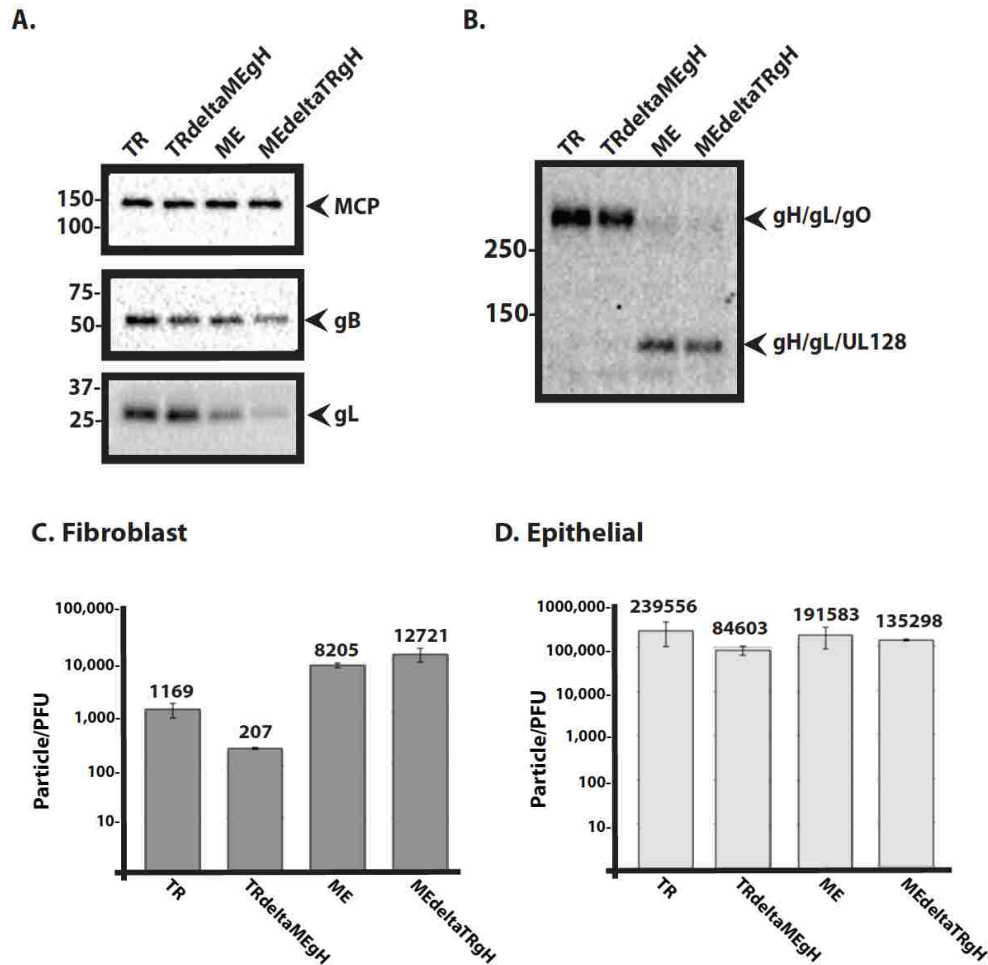 A.
TR TRdeltaMEgH ME MEdeltaTRgH
150-
MCP
100-
75-
50-
gB
37-
25-
gL
B.
TR TRdeltaMEgH ME MEdeltaTRgH
gH/gL/gO
250-
150-
gH/gL/UL128
C. Fibroblast
Particle/PFU
100,000-
10,000-
1,000-
100-
10-
1169
207
8205
12721
TR TRdeltaMEgH ME MEdeltaTRgH
D. Epithelial
Particle/PFU
1000,000-
100,000-
10,000-
1,000-
100-
10-
239556
84603
191583
135298
TR TRdeltaMEgH ME MEdeltaTRgH